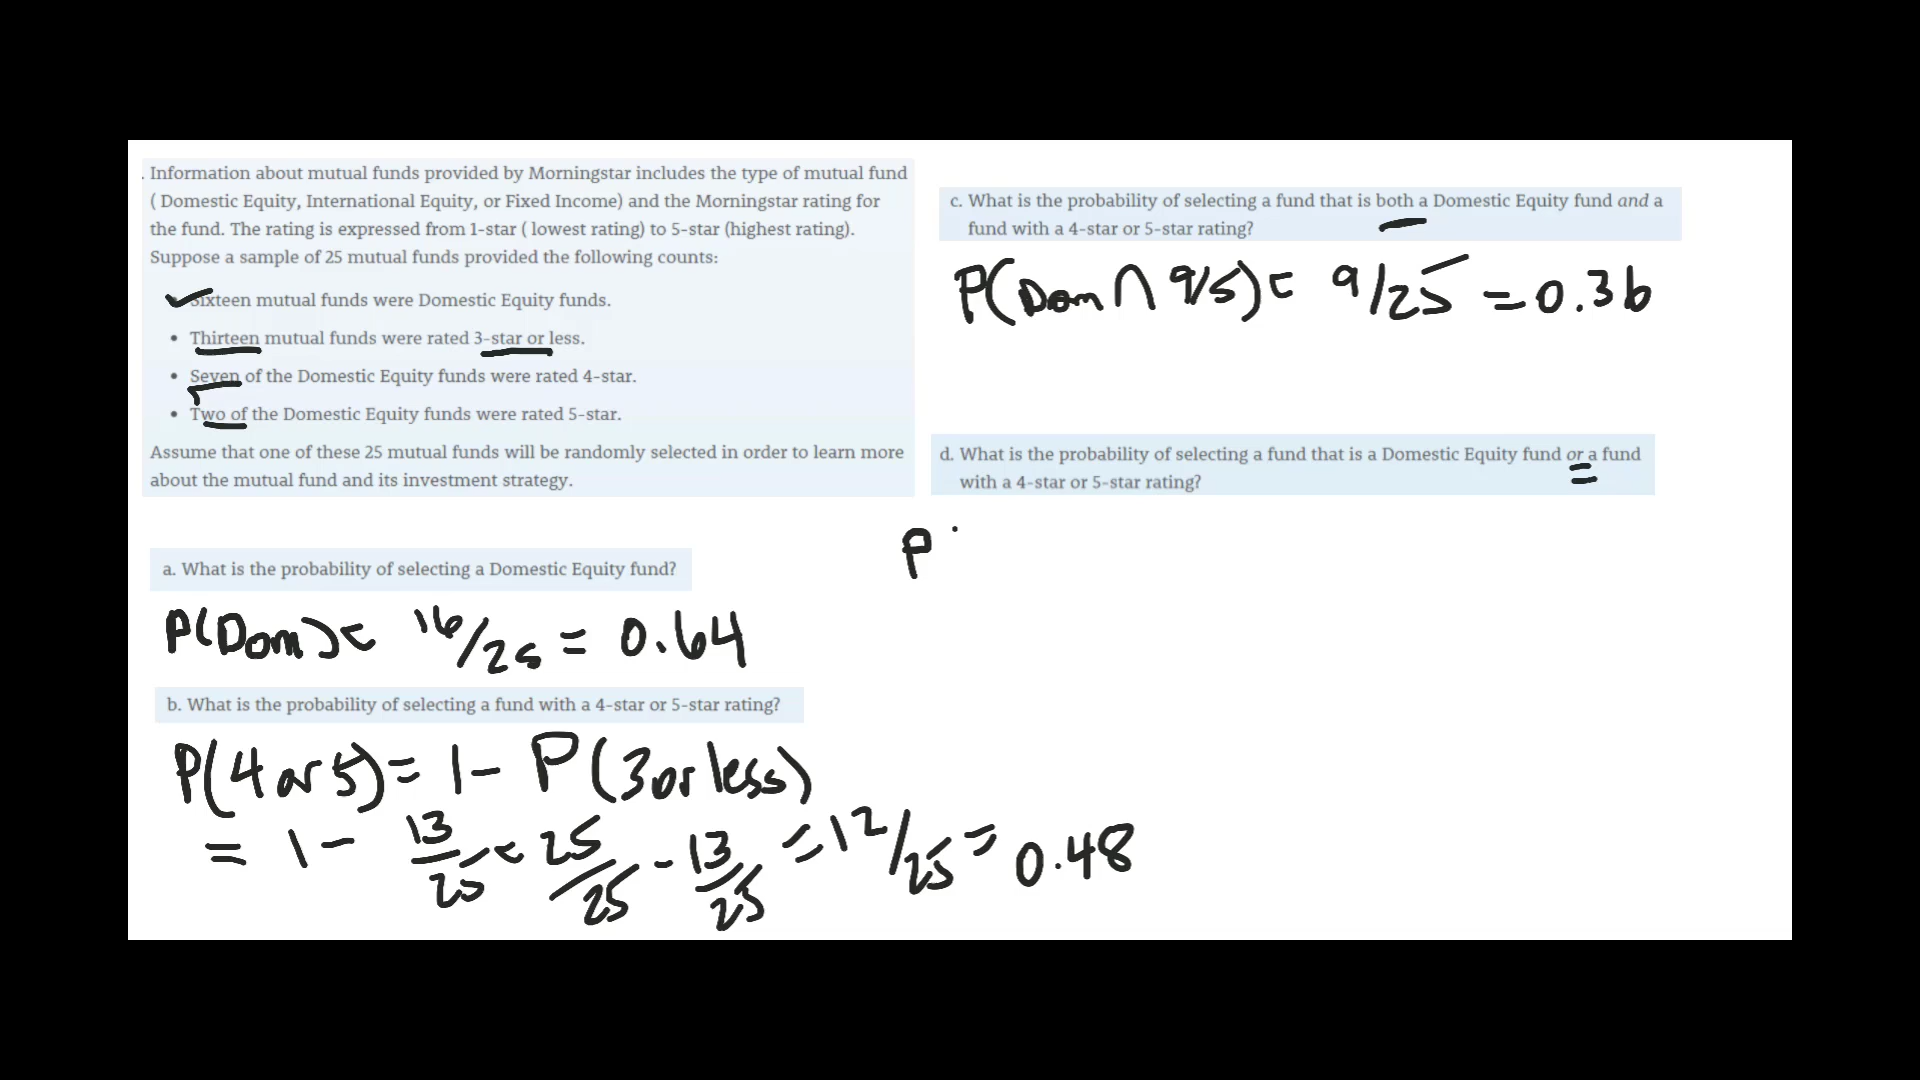 . Information about mutual funds provided by Morningstar includes the type of mutual fund
( Domestic Equity, International Equity, or Fixed Income) and the Morningstar rating for
the fund. The rating is expressed from 1-star ( lowest rating) to 5-star (highest rating).
Suppose a sample of 25 mutual funds provided the following counts:
• Sixteen mutual funds were Domestic Equity funds.
• Thirteen mutual funds were rated 3-star or less.
• Seven of the Domestic Equity funds were rated 4-star.
• Two of the Domestic Equity funds were rated 5-star.
Assume that one of these 25 mutual funds will be randomly selected in order to learn more
about the mutual fund and its investment strategy.
a. What is the probability of selecting a Domestic Equity fund?
P(Dom) = 16/25 = 0.64
b. What is the probability of selecting a fund with a 4-star or 5-star rating?
P(4 or 5) = 1 - P(3 or less)
= 1 - 13/25 = 25/25 - 13/25 = 12/25 = 0.48
c. What is the probability of selecting a fund that is both a Domestic Equity fund and a
fund with a 4-star or 5-star rating?
P(Dom ∩ 4/5) = 9/25 = 0.36
d. What is the probability of selecting a fund that is a Domestic Equity fund or a fund
with a 4-star or 5-star rating?
P